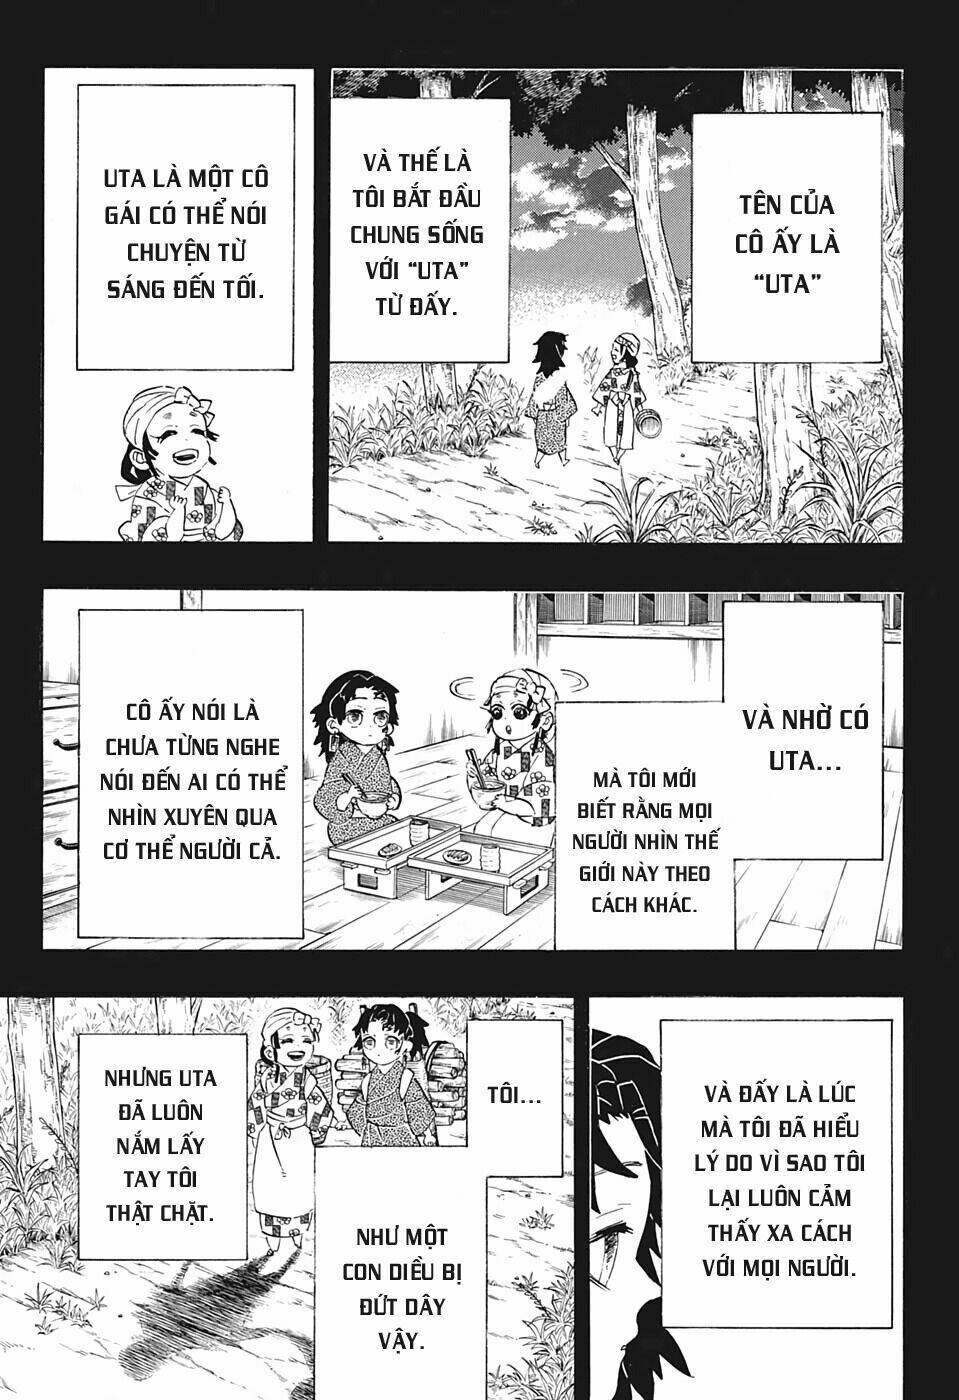 TÊN CỦA
CÔ ẤY LÀ
“UTA”
VÀ THẾ LÀ
TÔI BẮT ĐẦU
CHUNG SỐNG
VỚI “UTA”
TỪ ĐẤY.
UTA LÀ MỘT CÔ
GÁI CÓ THỂ NÓI
CHUYỆN TỪ
SÁNG ĐẾN TỐI.
VÀ NHỜ CÓ
UTA...
MÀ TÔI MỚI
BIẾT RẰNG MỌI
NGƯỜI NHÌN THẾ
GIỚI NÀY THEO
CÁCH KHÁC.
CÔ ẤY NÓI LÀ
CHƯA TỪNG NGHE
NÓI ĐẾN AI CÓ THỂ
NHÌN XUYÊN QUA
CƠ THỂ NGƯỜI CẢ.
VÀ ĐẤY LÀ LÚC
MÀ TÔI ĐÃ HIỂU
LÝ DO VÌ SAO TÔI
LẠI LUÔN CẢM
THẤY XA CÁCH
VỚI MỌI NGƯỜI.
TÔI...
NHƯ MỘT
CON DIỀU BỊ
ĐỨT DÂY
VẬY.
NHƯNG UTA
ĐÃ LUÔN
NẮM LẤY
TAY TÔI
THẬT CHẶT.